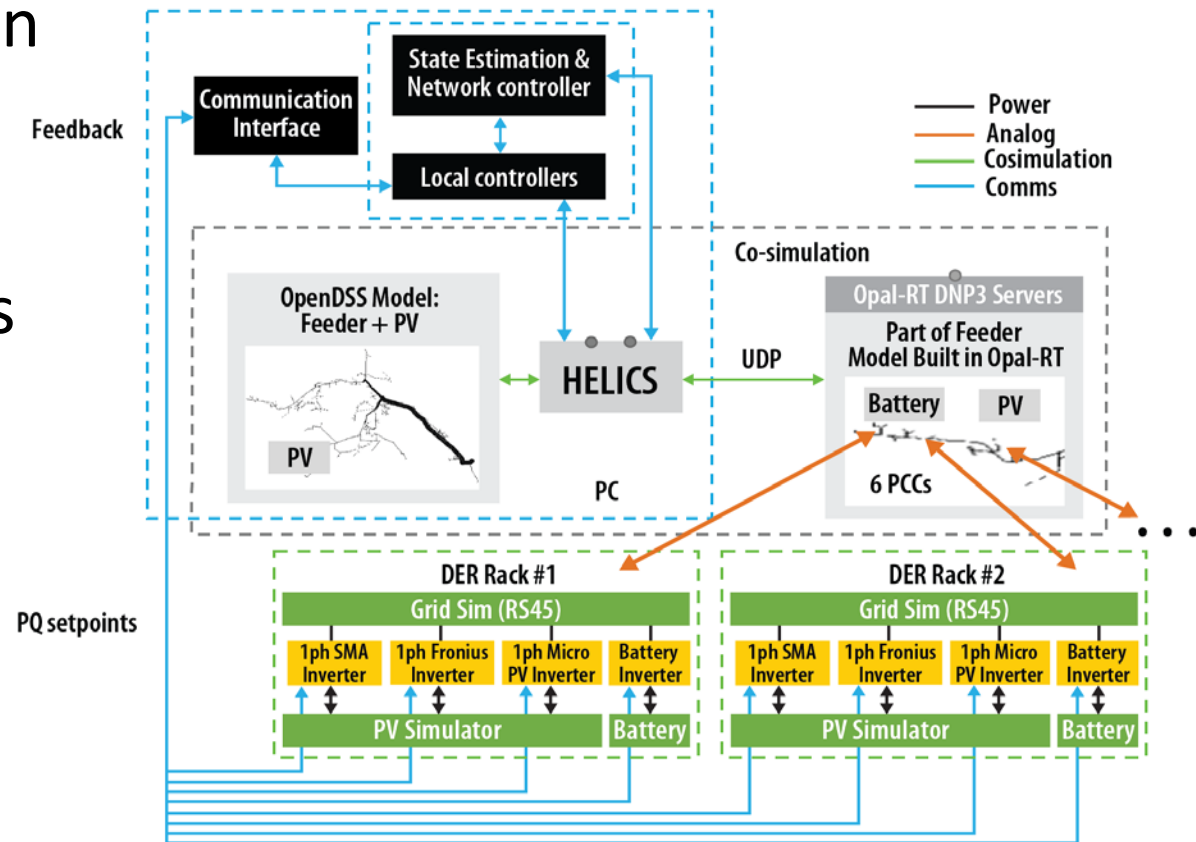 n
s
Feedback
PQ setpoints
Communication
Interface
State Estimation &
Network controller
Local controllers
Power
Analog
Cosimulation
Comms
Co-simulation
OpenDSS Model:
Feeder + PV
PV
HELICS
UDP
PC
Opal-RT DNP3 Servers
Part of Feeder
Model Built in Opal-RT
Battery
PV
6 PCCs
...
DER Rack #1
Grid Sim (RS45)
1ph SMA
Inverter
1ph Fronius
Inverter
1ph Micro
PV Inverter
Battery
Inverter
PV Simulator
Battery
DER Rack #2
Grid Sim (RS45)
1ph SMA
Inverter
1ph Fronius
Inverter
1ph Micro
PV Inverter
Battery
Inverter
PV Simulator
Battery